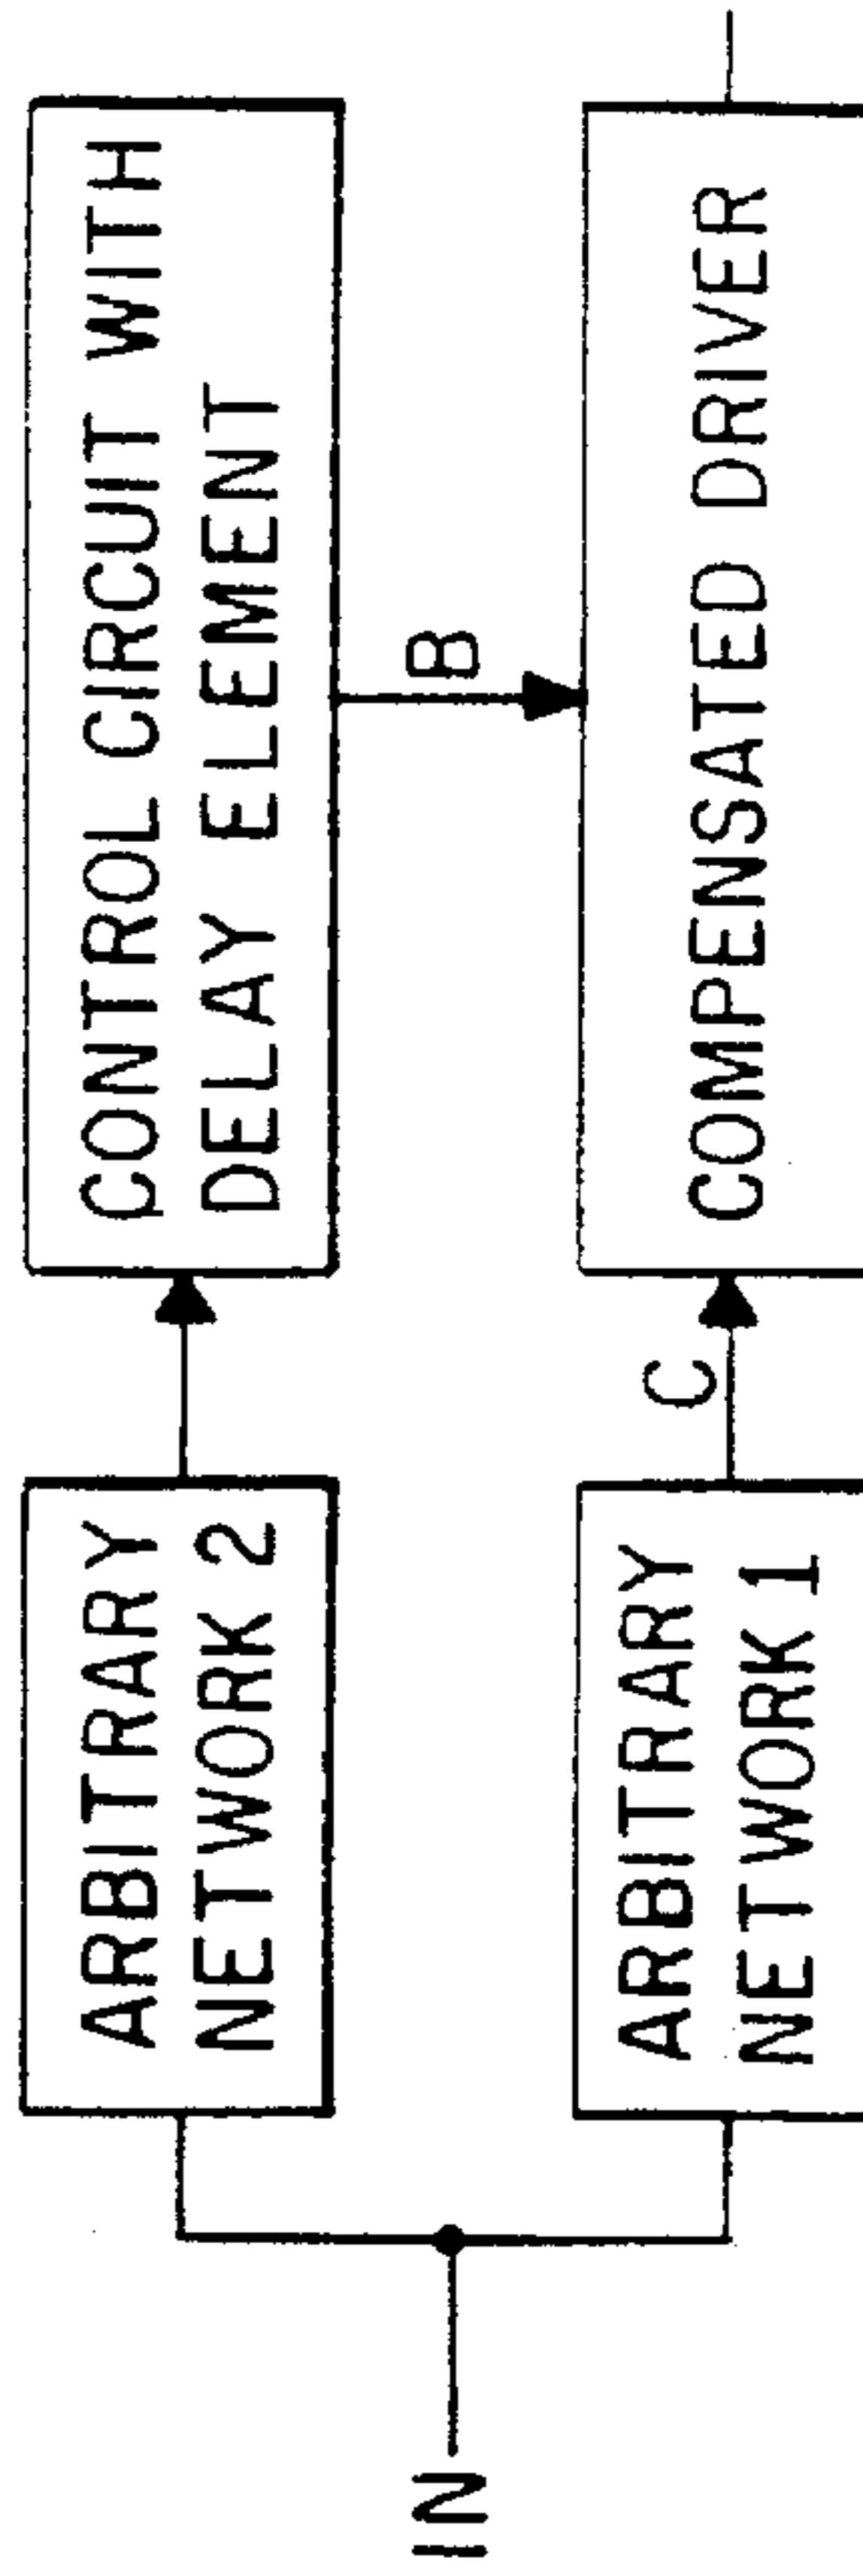 IN
ARBITRARY
NETWORK 2
CONTROL CIRCUIT WITH
DELAY ELEMENT
B
ARBITRARY
NETWORK 1
C
COMPENSATED DRIVER